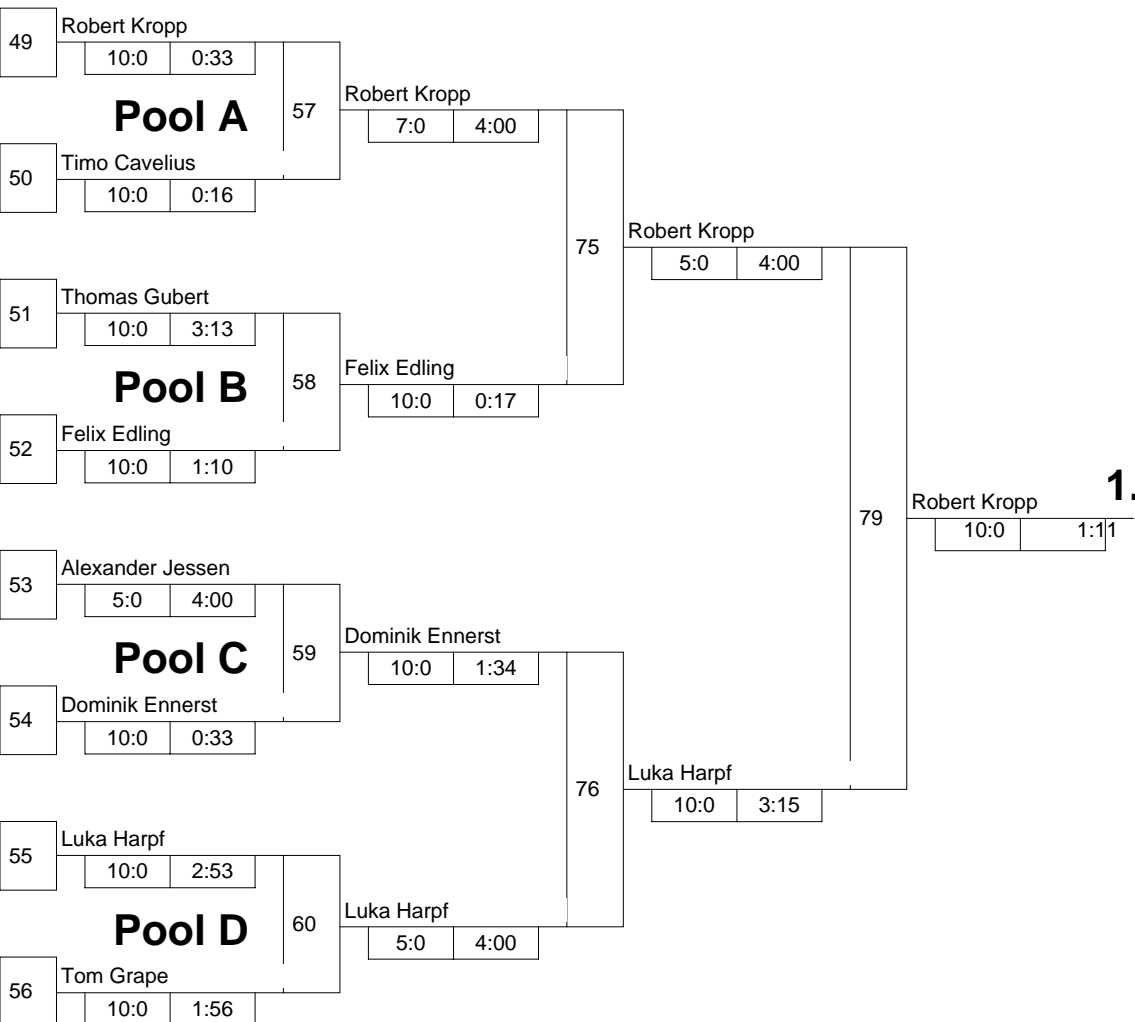 49
Robert Kropp
10:0 0:33
Pool A
57
Robert Kropp
7:0 4:00
50
Timo Cavelius
10:0 0:16
75
Robert Kropp
5:0 4:00
51
Thomas Gubert
10:0 3:13
Pool B
58
Felix Edling
10:0 0:17
52
Felix Edling
10:0 1:10
79
Robert Kropp
1.
10:0 1:11
53
Alexander Jessen
5:0 4:00
Pool C
59
Dominik Ennerst
10:0 1:34
54
Dominik Ennerst
10:0 0:33
76
Luka Harpf
10:0 3:15
55
Luka Harpf
10:0 2:53
Pool D
60
Luka Harpf
5:0 4:00
56
Tom Grape
10:0 1:56